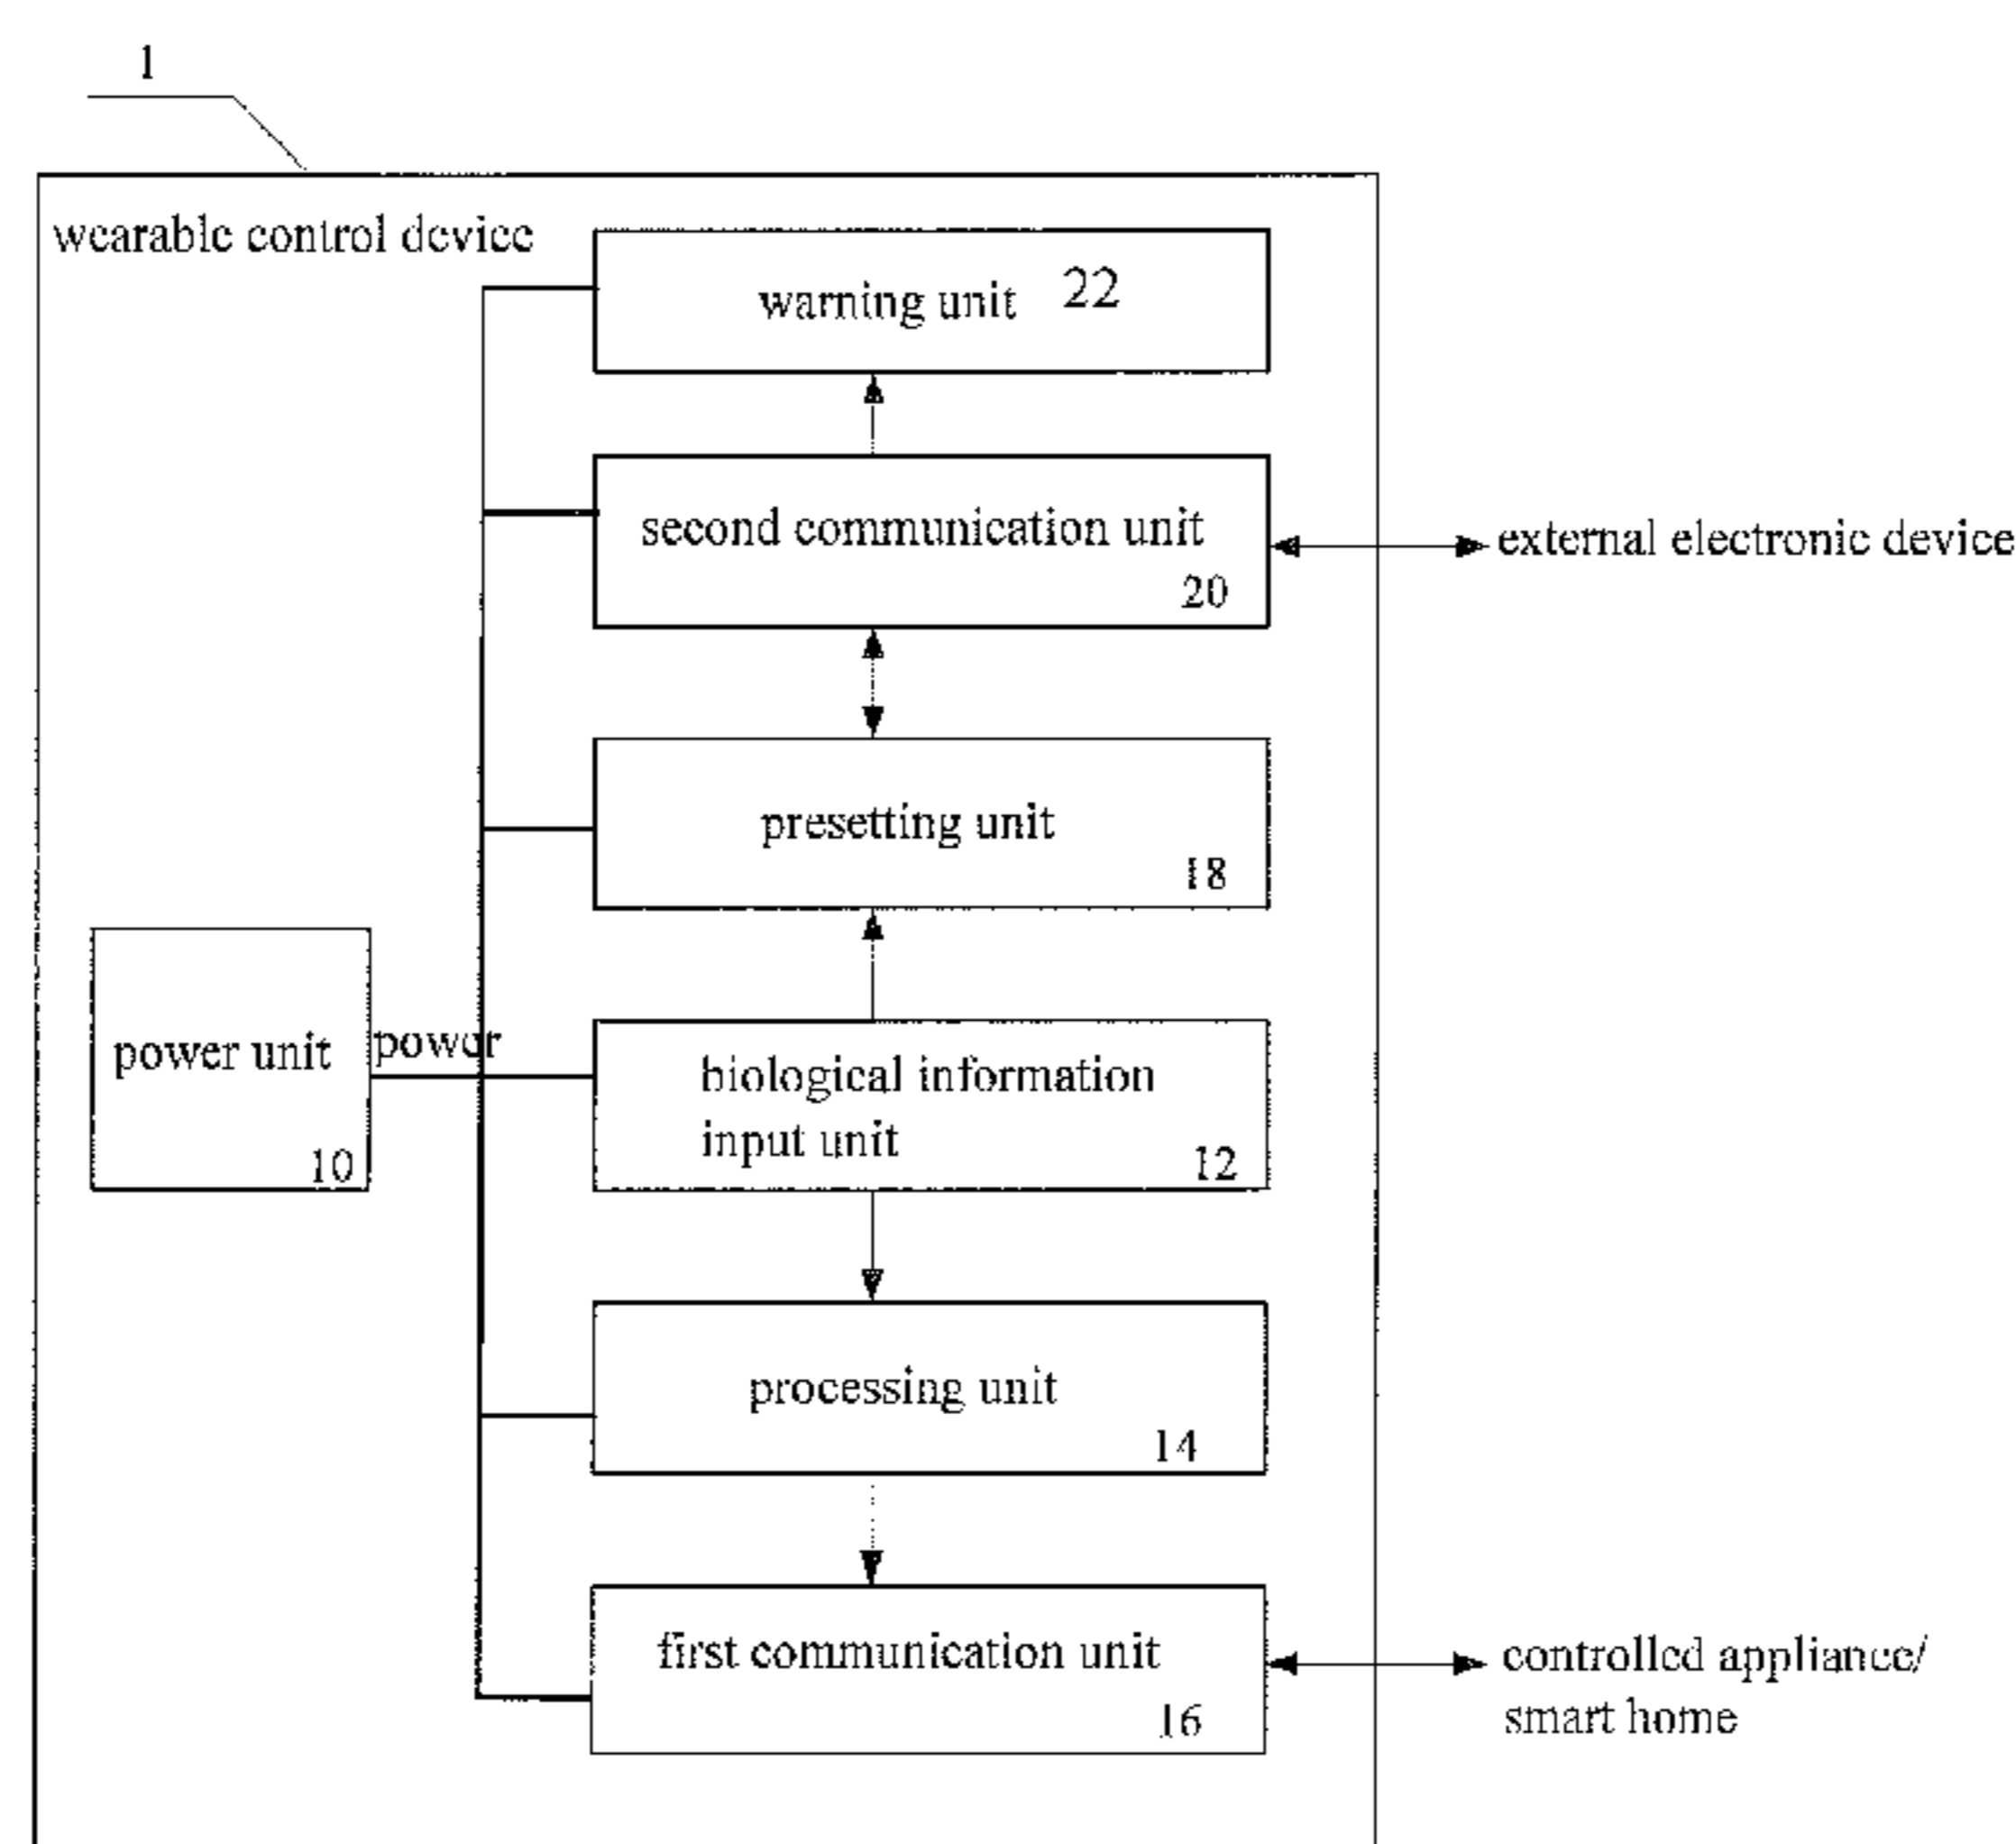 1
wearable control device
warning unit 22
second communication unit
20
external electronic device
presetting unit
18
power unit
10
power
biological information
input unit
12
processing unit
14
first communication unit
16
controlled appliance/
smart home